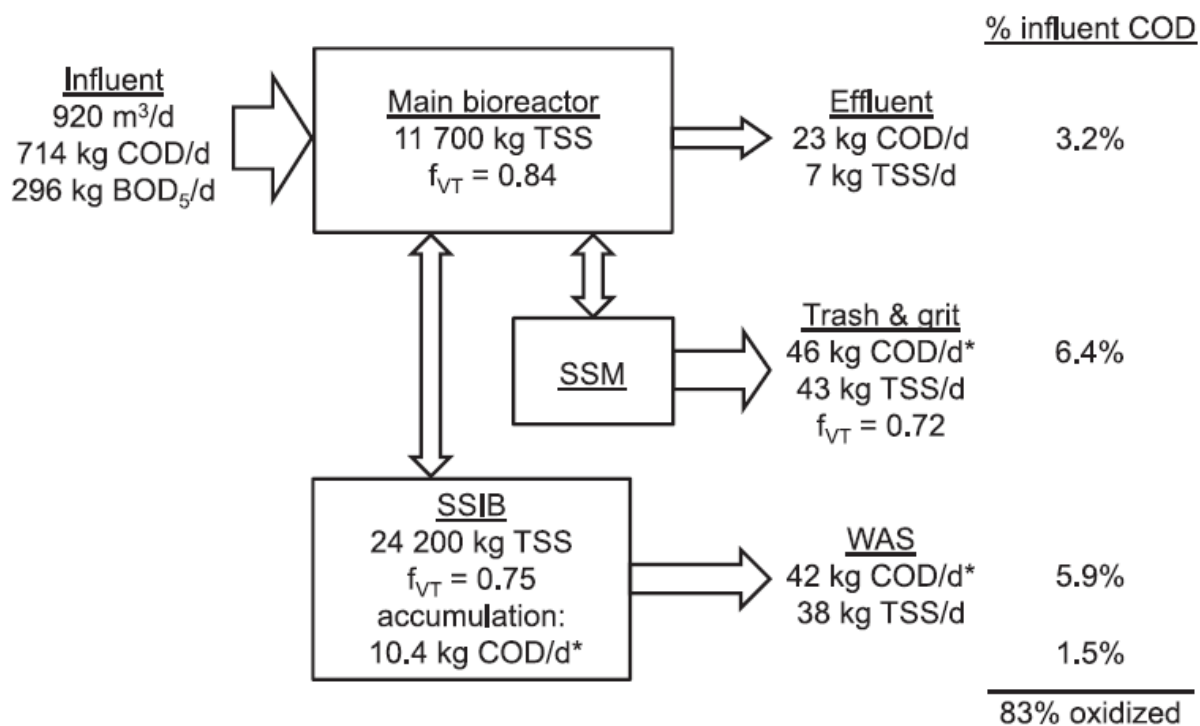 % influent COD
Influent
920 m³/d
714 kg COD/d
296 kg BOD₅/d
Main bioreactor
11 700 kg TSS
f_VT = 0.84
Effluent
23 kg COD/d
7 kg TSS/d
3.2%
SSM
Trash & grit
46 kg COD/d*
43 kg TSS/d
f_VT = 0.72
6.4%
SSIB
24 200 kg TSS
f_VT = 0.75
accumulation:
10.4 kg COD/d*
WAS
42 kg COD/d*
38 kg TSS/d
5.9%
1.5%
83% oxidized